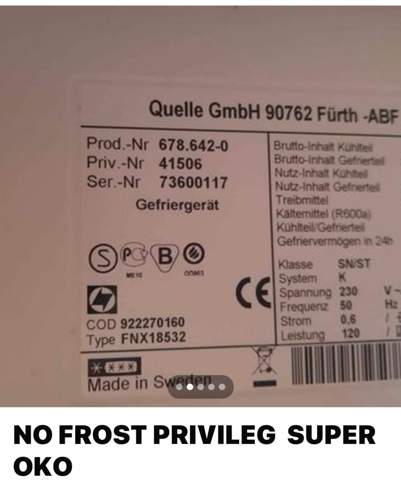 Quelle GmbH 90762 Fürth -ABF
Prod.-Nr 678.642-0
Priv.-Nr 41506
Ser.-Nr 73600117
Gefriergerät
S PC B
ME10
COD 922270160
Type FNX18532
Made in Sweden
Brutto-Inhalt Kühlteil
Brutto-Inhalt Gefrierteil
Nutz-Inhalt Kühlteil
Nutz-Inhalt Gefrierteil
Treibmittel
Kältemittel (R600a)
Kühlteil/Gefrierteil
Gefriervermögen in 24h
Klasse SN/ST
System K
Spannung 230 V~
Frequenz 50 Hz
Strom 0,6
Leistung 120
CE
NO FROST PRIVILEG SUPER
OKO